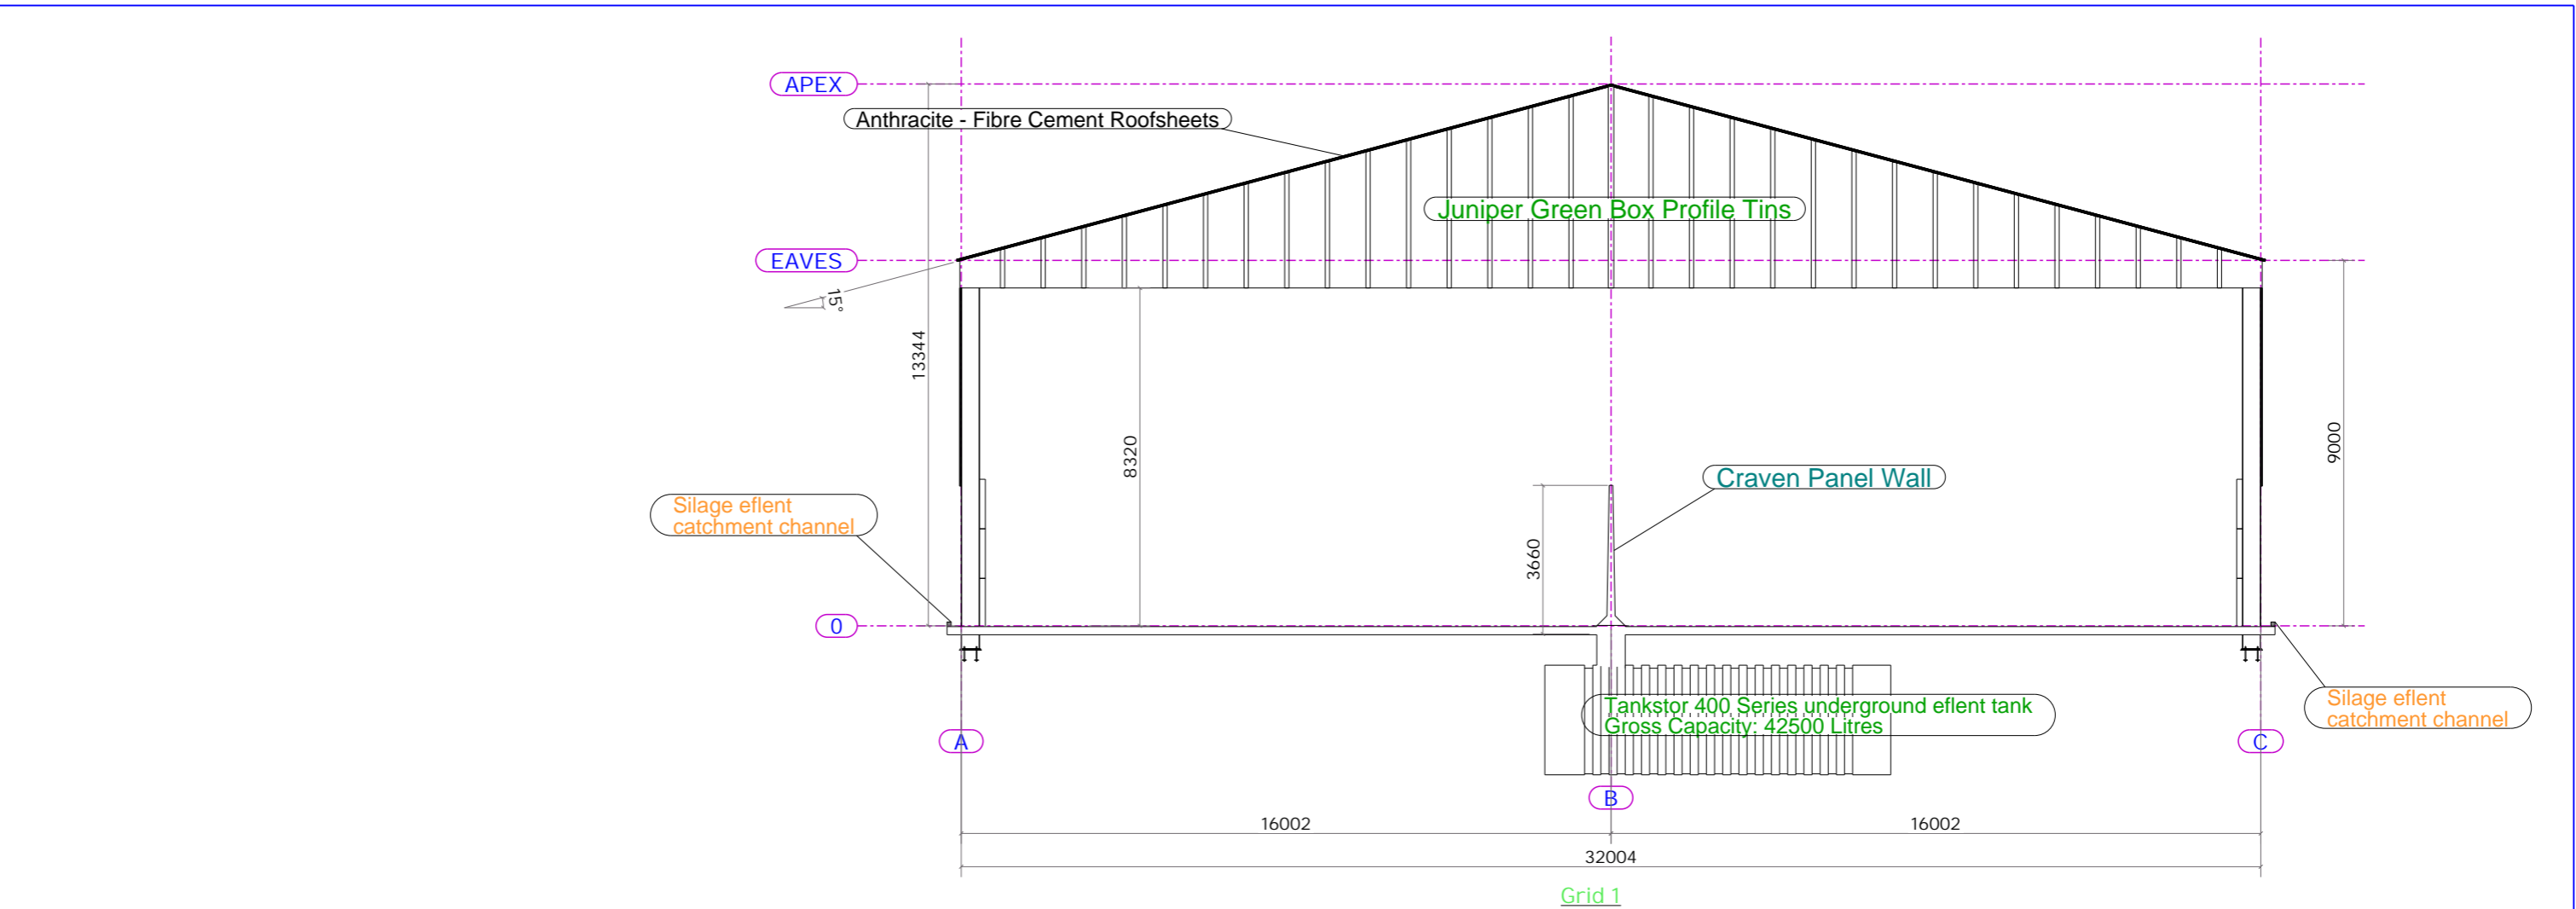 APEX
Anthracite - Fibre Cement Roofsheets
Juniper Green Box Profile Tins
EAVES
15°
13344
8320
9000
Craven Panel Wall
Silage eflent
catchment channel
3660
0
Tankstor 400 Series underground eflent tank
Gross Capacity: 42500 Litres
Silage eflent
catchment channel
A
C
B
16002
16002
32004
Grid 1